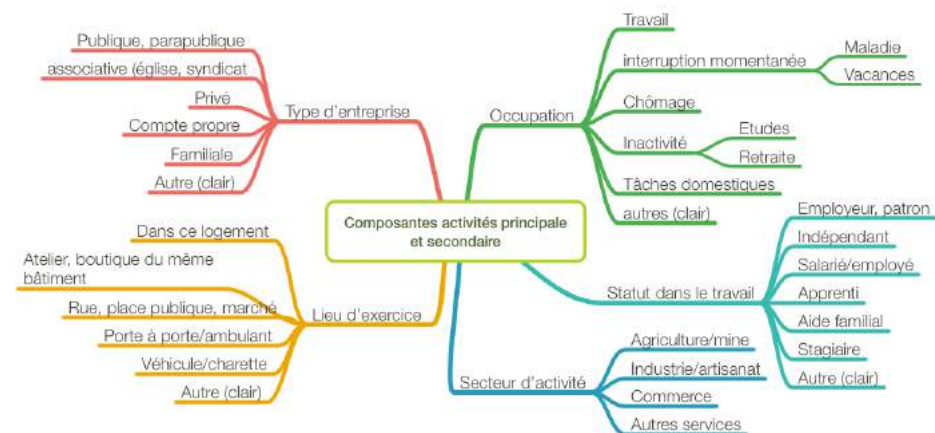 Composantes activités principale
et secondaire
Type d'entreprise
Publique, parapublique
associative (église, syndicat
Privé
Compte propre
Familiale
Autre (clair)
Lieu d'exercice
Dans ce logement
Atelier, boutique du même
bâtiment
Rue, place publique, marché
Porte à porte/ambulant
Véhicule/charette
Autre (clair)
Occupation
Travail
interruption momentanée
Maladie
Vacances
Chômage
Inactivité
Etudes
Retraite
Tâches domestiques
autres (clair)
Statut dans le travail
Employeur, patron
Indépendant
Salarié/employé
Apprenti
Aide familial
Stagiaire
Autre (clair)
Secteur d'activité
Agriculture/mine
Industrie/artisanat
Commerce
Autres services